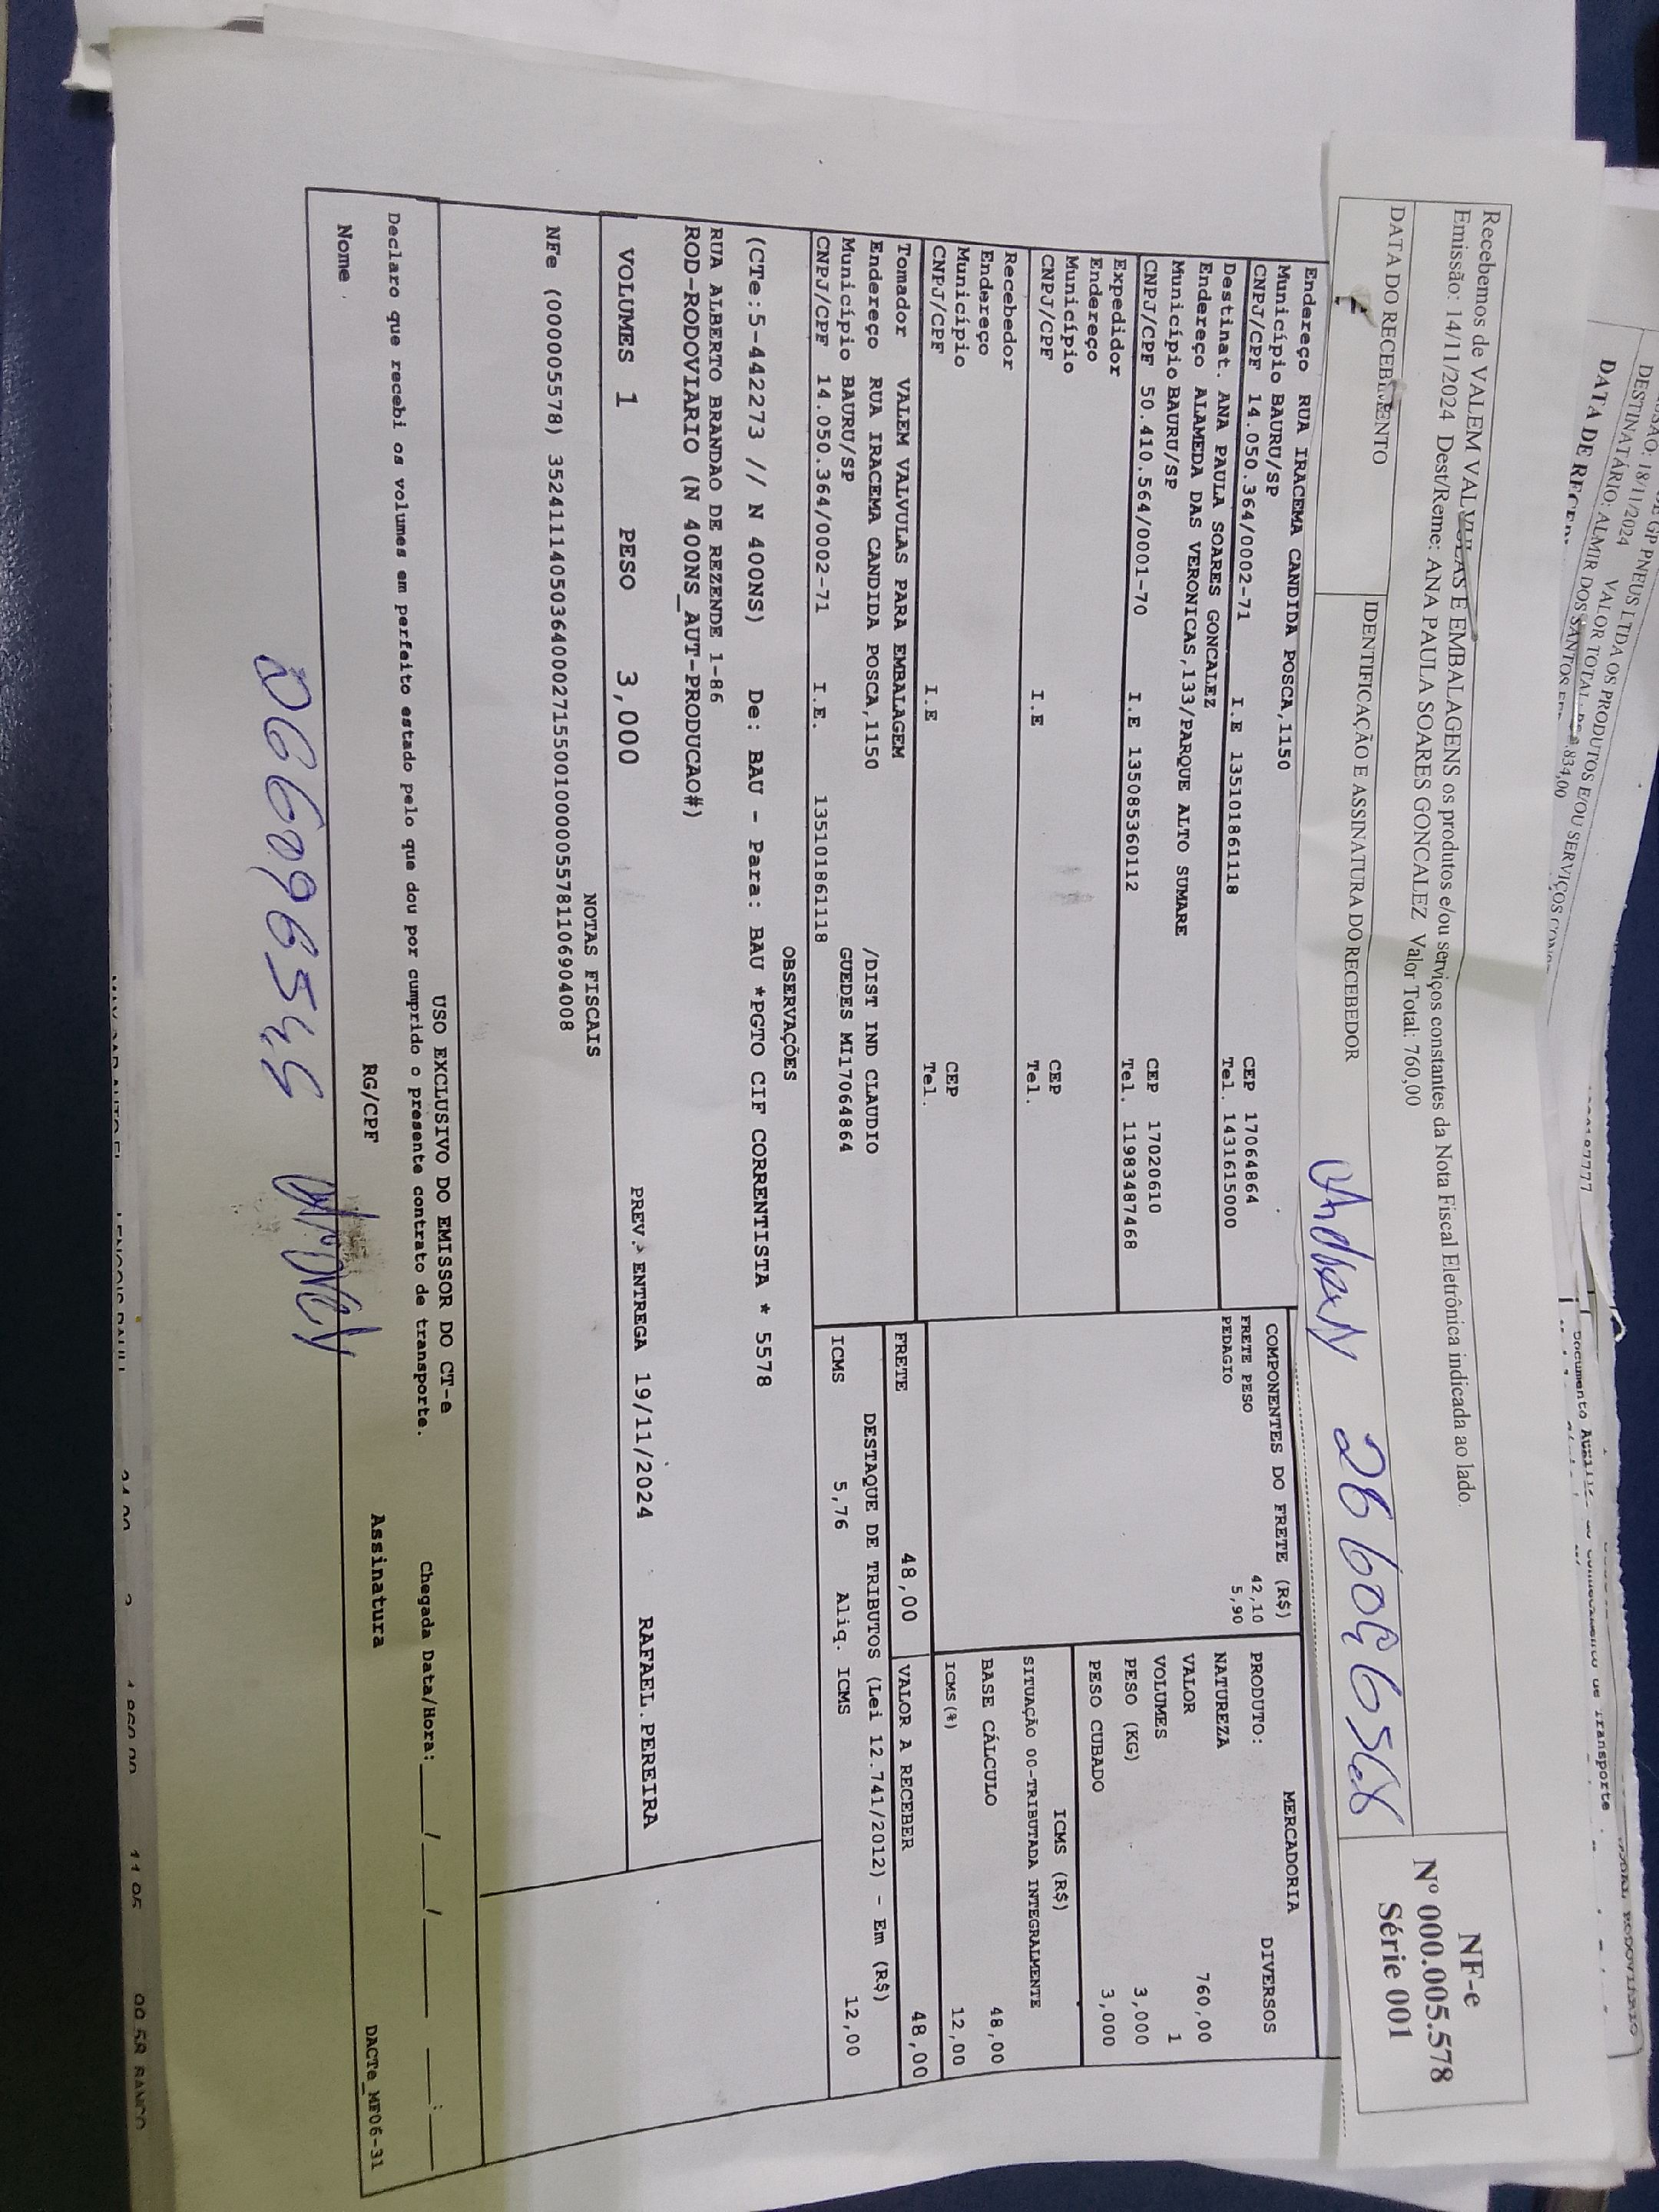 DESTINATÁRIO: ALMIR DOS SANTOS
Recebemos de VALEM VALVULAS E EMBALAGENS os produtos e/ou serviços constantes da Nota Fiscal Eletrônica indicada ao lado.
Emissão: 14/11/2024 Dest/Reme: ANA PAULA SOARES GONCALEZ Valor Total: 760,00
DATA DO RECEBIMENTO
IDENTIFICAÇÃO E ASSINATURA DO RECEBEDOR
NF-e
Nº 000.005.578
Série 001
Endereço RUA IRACEMA CANDIDA POSCA,1150
Município BAURU/SP CEP 17064864
CNPJ/CPF 14.050.364/0002-71 I.E 135101861118 Tel. 1431615000
Destinat. ANA PAULA SOARES GONCALEZ
Endereço ALAMEDA DAS VERONICAS,133/PARQUE ALTO SUMARE
Município BAURU/SP CEP 17020610
CNPJ/CPF 50.410.564/0001-70 I.E 135085360112 Tel. 11983487468
Expedidor
Endereço
Município CEP
CNPJ/CPF I.E Tel.
Recebedor
Endereço
Município CEP
CNPJ/CPF I.E Tel.
Tomador VALEM VALVULAS PARA EMBALAGEM
Endereço RUA IRACEMA CANDIDA POSCA,1150 /DIST IND CLAUDIO
Município BAURU/SP GUEDES MI17064864
CNPJ/CPF 14.050.364/0002-71 I.E. 135101861118
COMPONENTES DO FRETE (R$)
FRETE PESO 42,10
PEDAGIO 5,90
MERCADORIA
PRODUTO: DIVERSOS
NATUREZA
VALOR 760,00
VOLUMES 1
PESO (KG) 3,000
PESO CUBADO 3,000
ICMS (R$)
SITUAÇÃO 00-TRIBUTADA INTEGRALMENTE
BASE CÁLCULO 48,00
ICMS(%) 12,00
FRETE 48,00 VALOR A RECEBER 48,00
DESTAQUE DE TRIBUTOS (Lei 12.741/2012) - Em (R$)
ICMS 5,76 Aliq. ICMS 12,00
OBSERVAÇÕES
(CTe:5-442273 // N 400NS) De: BAU - Para: BAU *PGTO CIF CORRENTISTA * 5578
RUA ALBERTO BRANDAO DE REZENDE 1-86
ROD-RODOVIARIO (N 400NS_AUT-PRODUCAO#)
VOLUMES 1 PESO 3,000 PREV. ENTREGA 19/11/2024 RAFAEL.PEREIRA
NOTAS FISCAIS
NFe (000005578) 35241114050364000271550010000055781106904008
USO EXCLUSIVO DO EMISSOR DO CT-e
Declaro que recebi os volumes em perfeito estado pelo que dou por cumprido o presente contrato de transporte. Chegada Data/Hora: ____/____/____ ___:___
Nome RG/CPF Assinatura DACTe_MF06-31